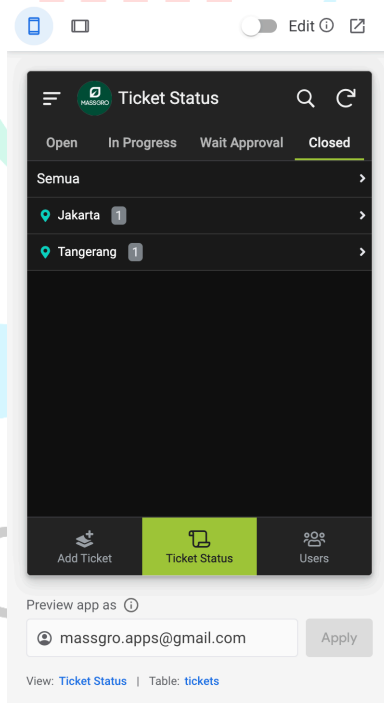 Edit
MASSGRO Ticket Status
Open In Progress Wait Approval Closed
Semua
Jakarta 1
Tangerang 1
Add Ticket Ticket Status Users
Preview app as
massgro.apps@gmail.com Apply
View: Ticket Status | Table: tickets